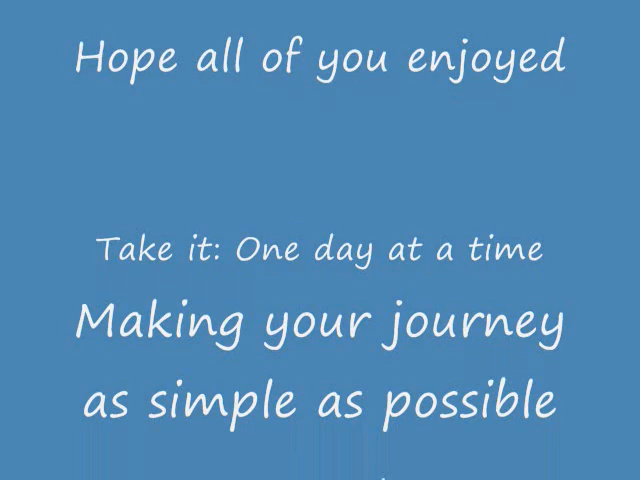 Hope all of you enjoyed
Take it: One day at a time
Making your journey
as simple as possible